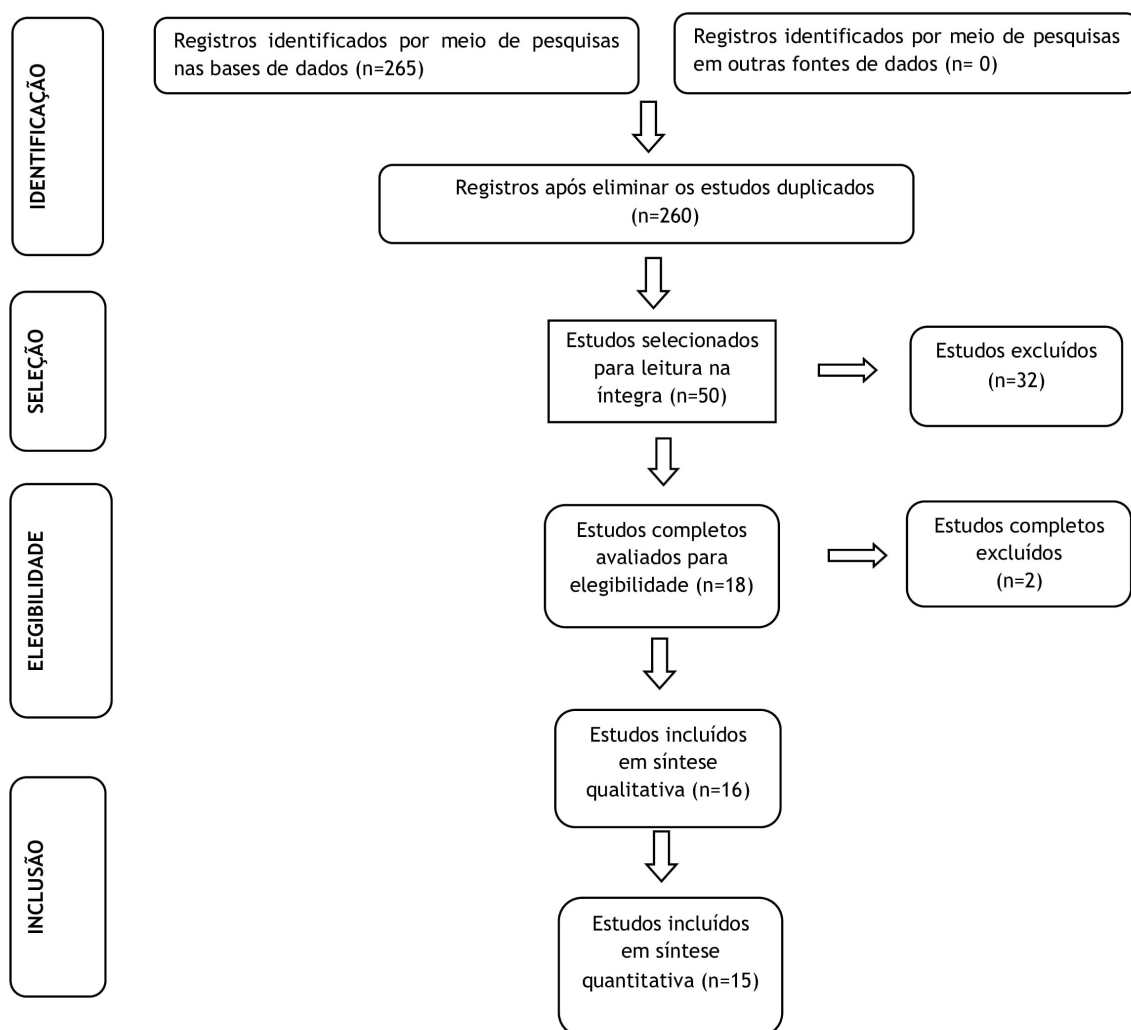 IDENTIFICAÇÃO
Registros identificados por meio de pesquisas
nas bases de dados (n=265)
Registros identificados por meio de pesquisas
em outras fontes de dados (n= 0)
Registros após eliminar os estudos duplicados
(n=260)
SELEÇÃO
Estudos selecionados
para leitura na
íntegra (n=50)
Estudos excluídos
(n=32)
ELEGIBILIDADE
Estudos completos
avaliados para
elegibilidade (n=18)
Estudos completos
excluídos
(n=2)
INCLUSÃO
Estudos incluídos
em síntese
qualitativa (n=16)
Estudos incluídos
em síntese
quantitativa (n=15)